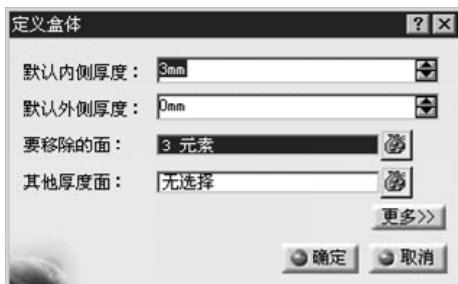 定义盒体 ? ×
默认内侧厚度： 3mm
默认外侧厚度： 0mm
要移除的面： 3 元素
其他厚度面： 无选择
更多>>
确定 取消